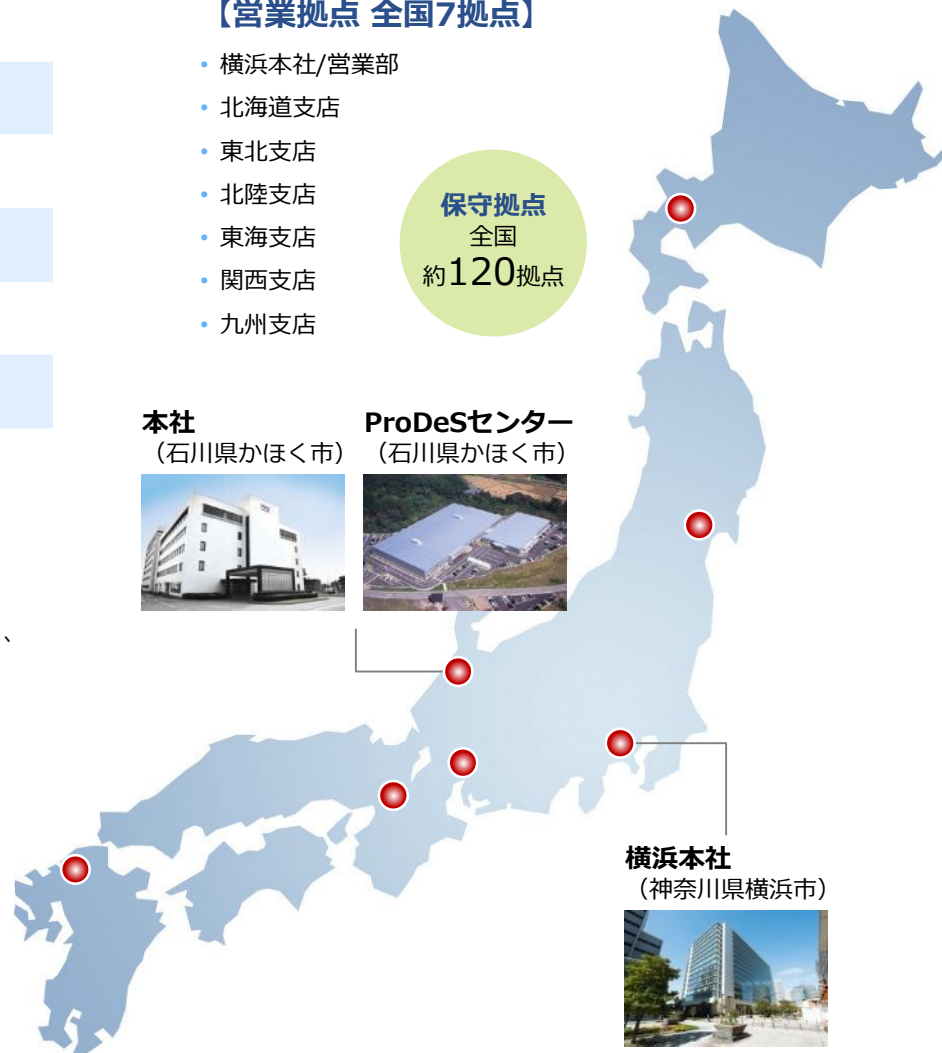 【営業拠点 全国7拠点】
• 横浜本社/営業部
• 北海道支店
• 東北支店
• 北陸支店
• 東海支店
• 関西支店
• 九州支店
保守拠点
全国
約120拠点
本社
（石川県かほく市）
ProDeSセンター
（石川県かほく市）
、
横浜本社
（神奈川県横浜市）